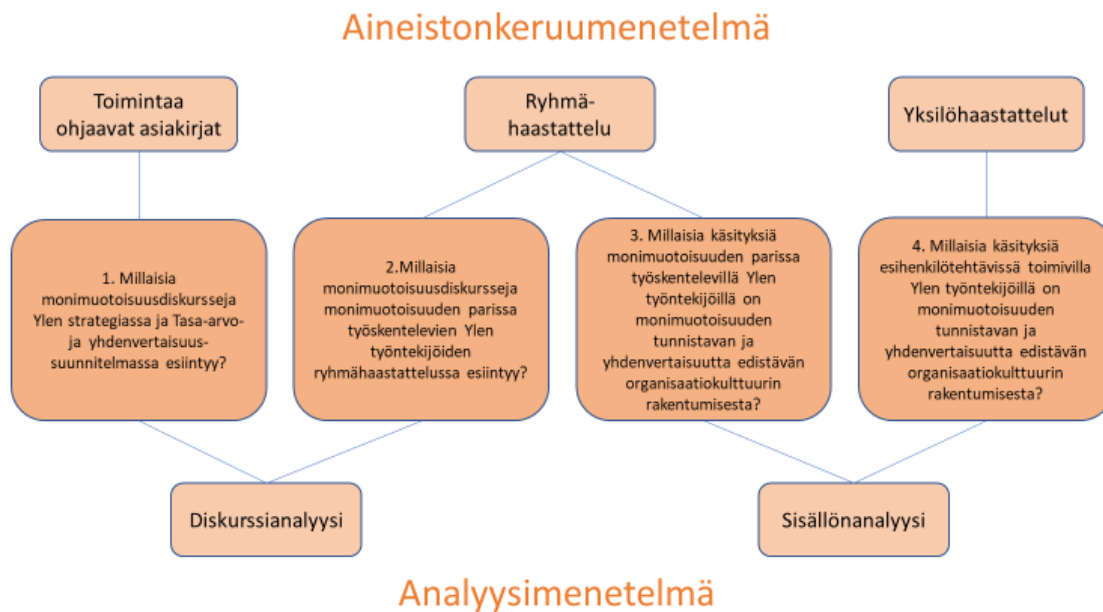 Aineistonkeruumenetelmä
Toimintaa
ohjaavat asiakirjat
Ryhmä-
haastattelu
Yksilöhaastattelut
1. Millaisia
monimuotoisuusdiskursseja
Ylen strategiassa ja Tasa-arvo-
ja yhdenvertaisuus-
suunnitelmassa esiintyy?
2.Millaisia
monimuotoisuusdiskursseja
monimuotoisuuden parissa
työskentelevien Ylen
työntekijöiden
ryhmähaastattelussa esiintyy?
3. Millaisia käsityksiä
monimuotoisuuden parissa
työskentelevillä Ylen
työntekijöillä on
monimuotoisuuden
tunnistavan ja
yhdenvertaisuutta edistävän
organisaatiokulttuurin
rakentumisesta?
4. Millaisia käsityksiä
esihenkilötehtävissä toimivilla
Ylen työntekijöillä on
monimuotoisuuden
tunnistavan ja
yhdenvertaisuutta edistävän
organisaatiokulttuurin
rakentumisesta?
Diskurssianalyysi
Sisällönanalyysi
Analyysimenetelmä